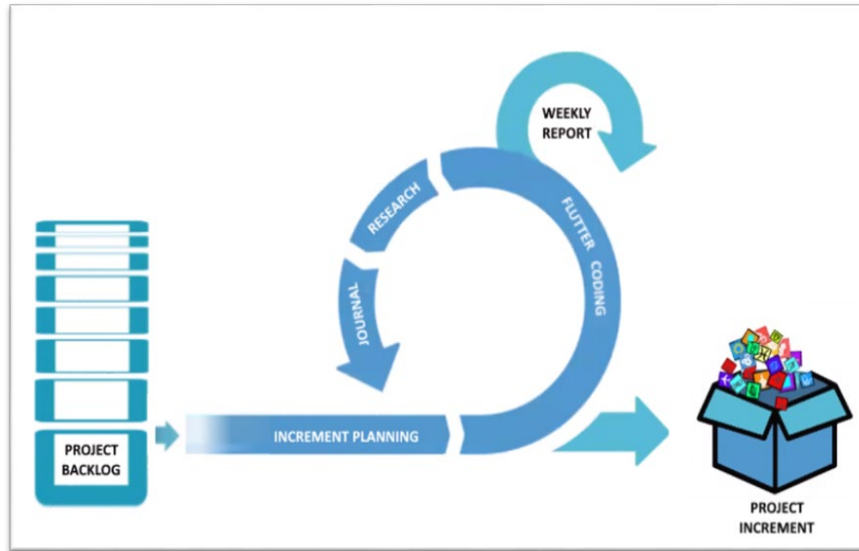 WEEKLY
REPORT
RESEARCH
FLUTTER CODING
JOURNAL
PROJECT
BACKLOG
INCREMENT PLANNING
PROJECT
INCREMENT